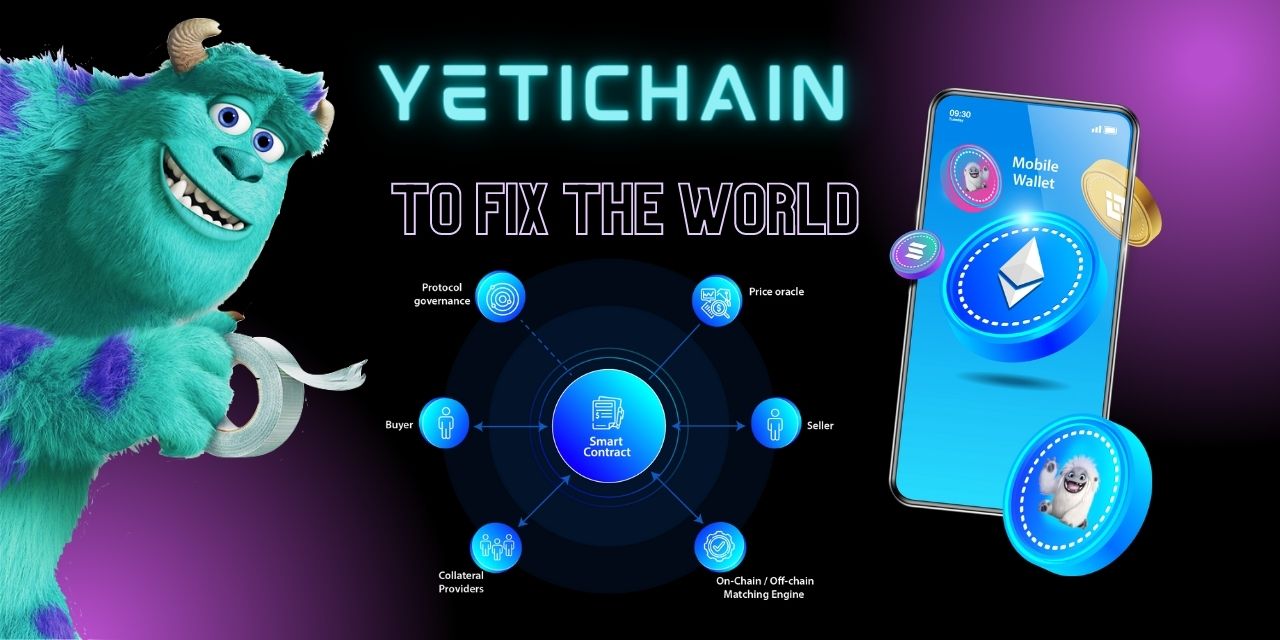 YETICHAIN
TO FIX THE WORLD
09:30
Tuesday
Mobile
Wallet
Protocol
governance
Price oracle
Buyer
Smart
Contract
Seller
Collateral
Providers
On-Chain / Off-chain
Matching Engine